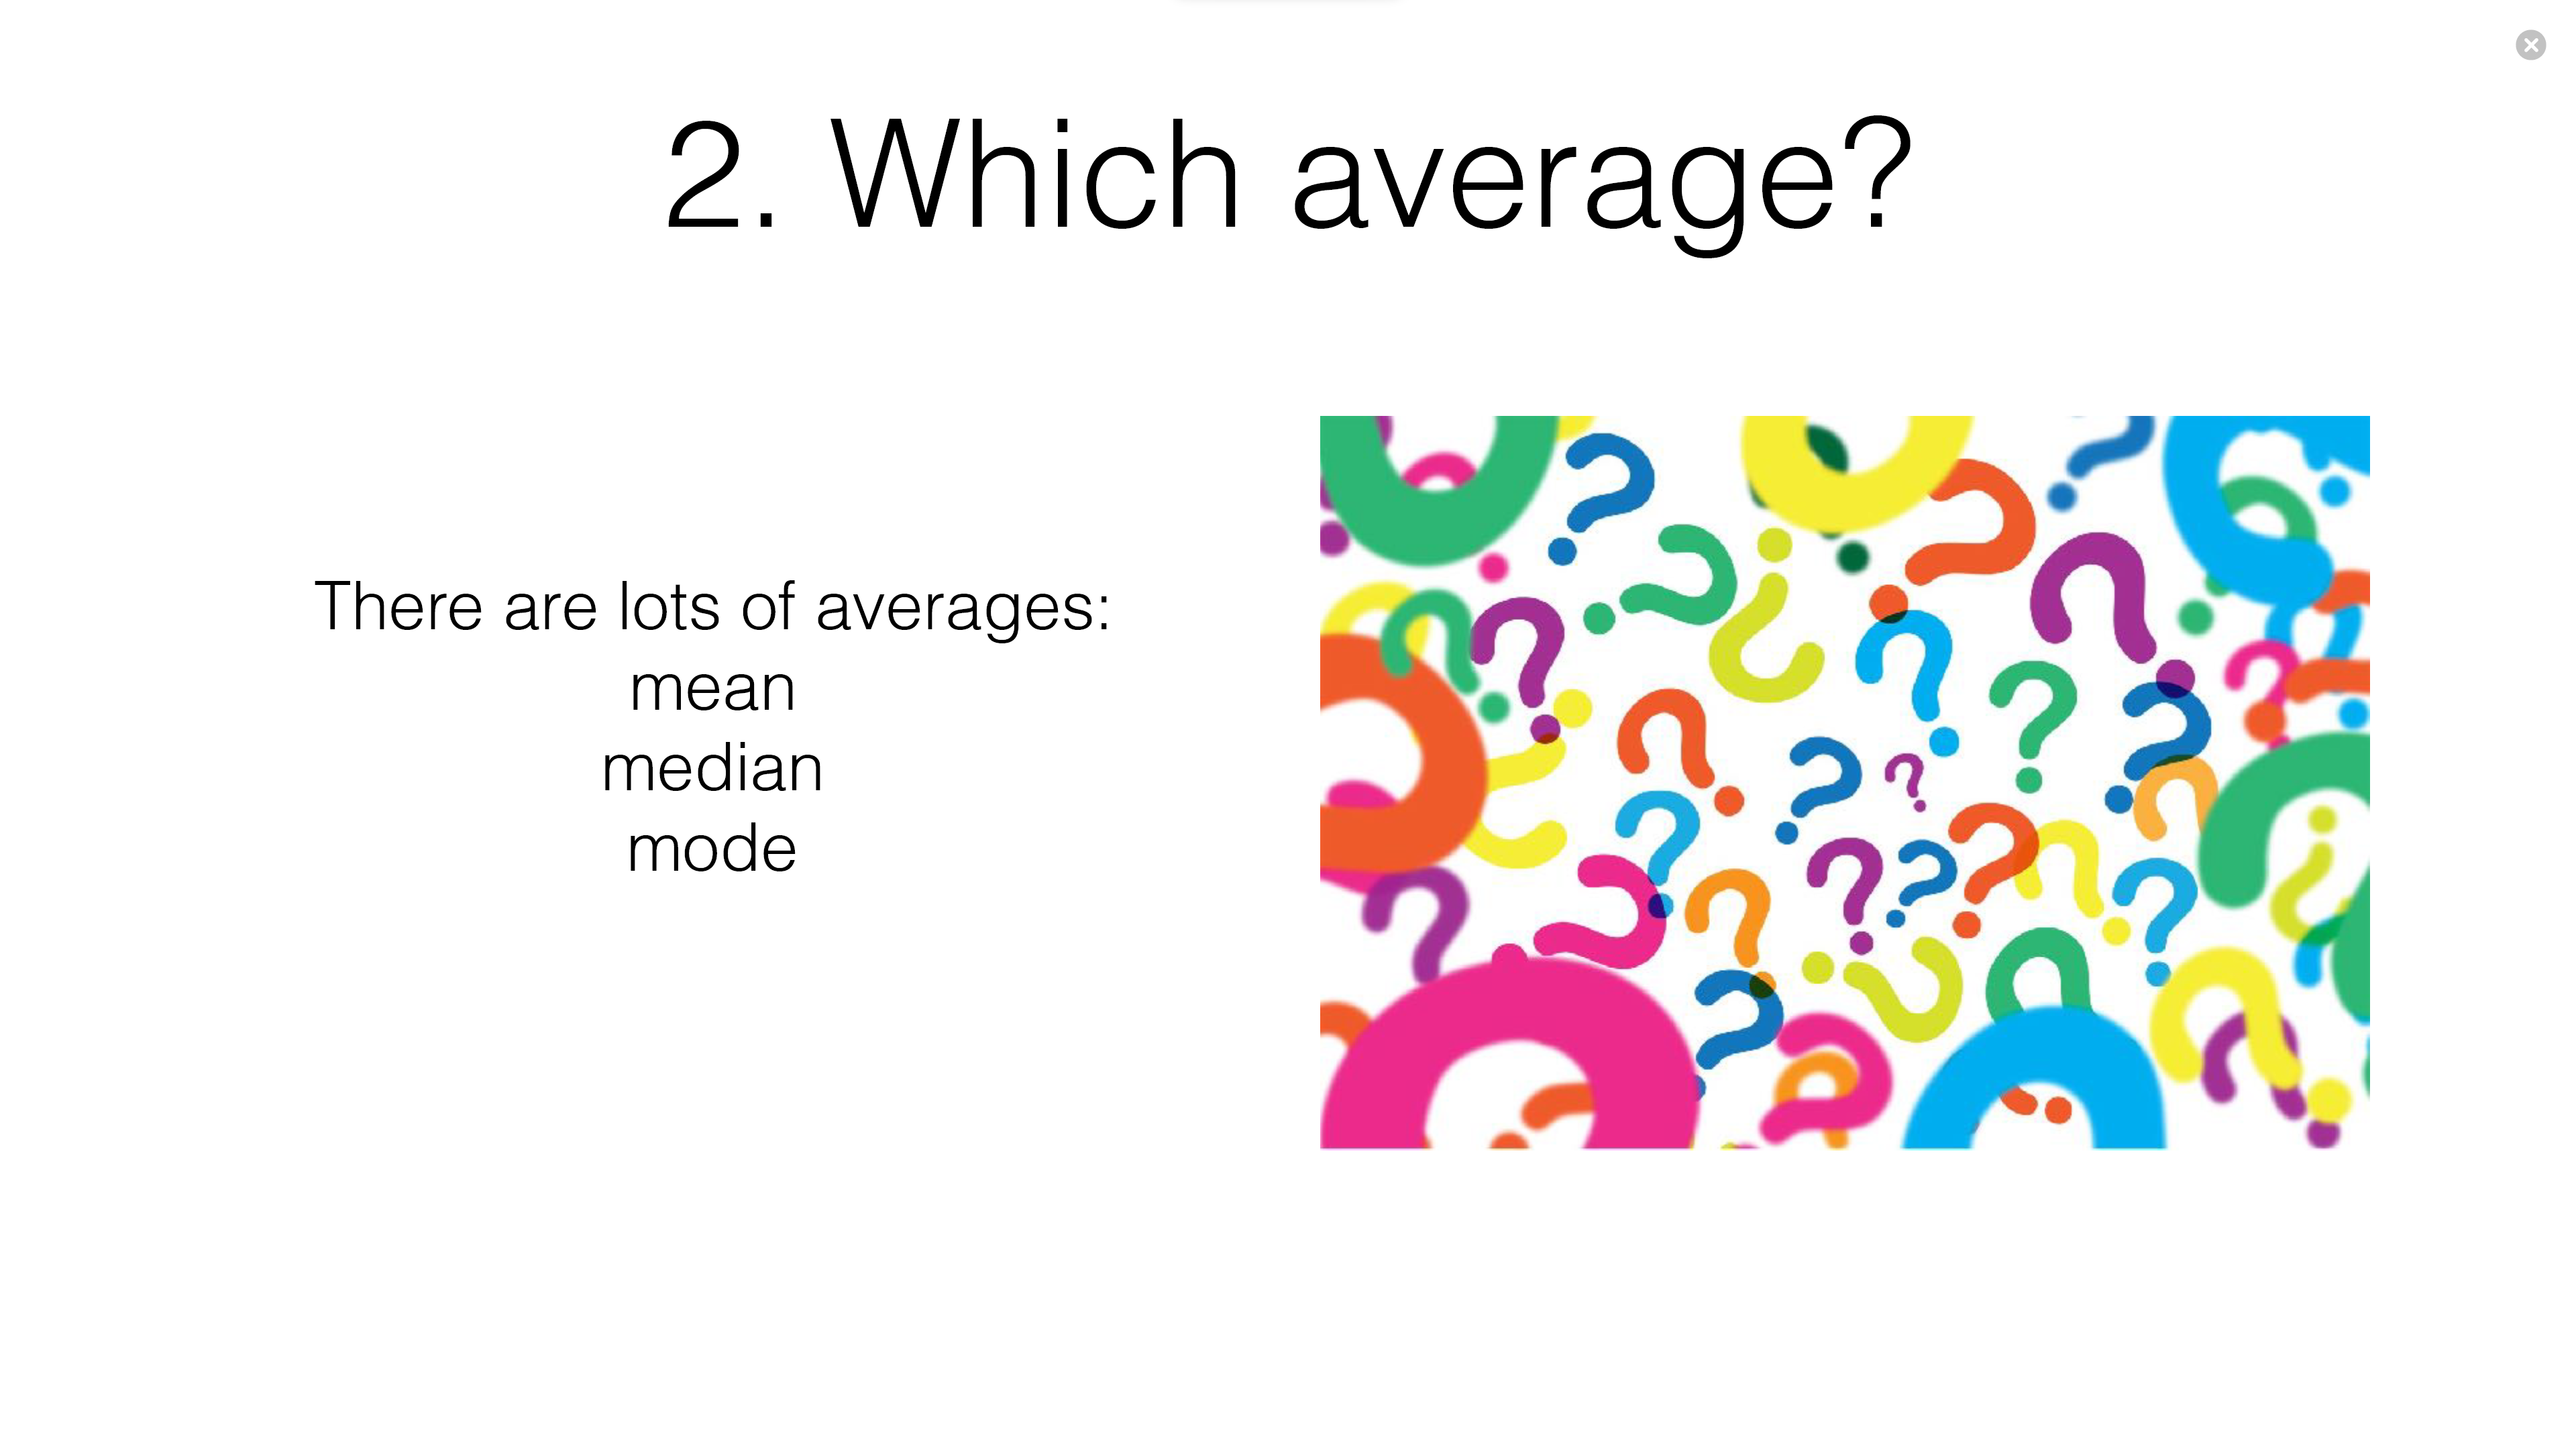 2. Which average?
There are lots of averages:
mean
median
mode